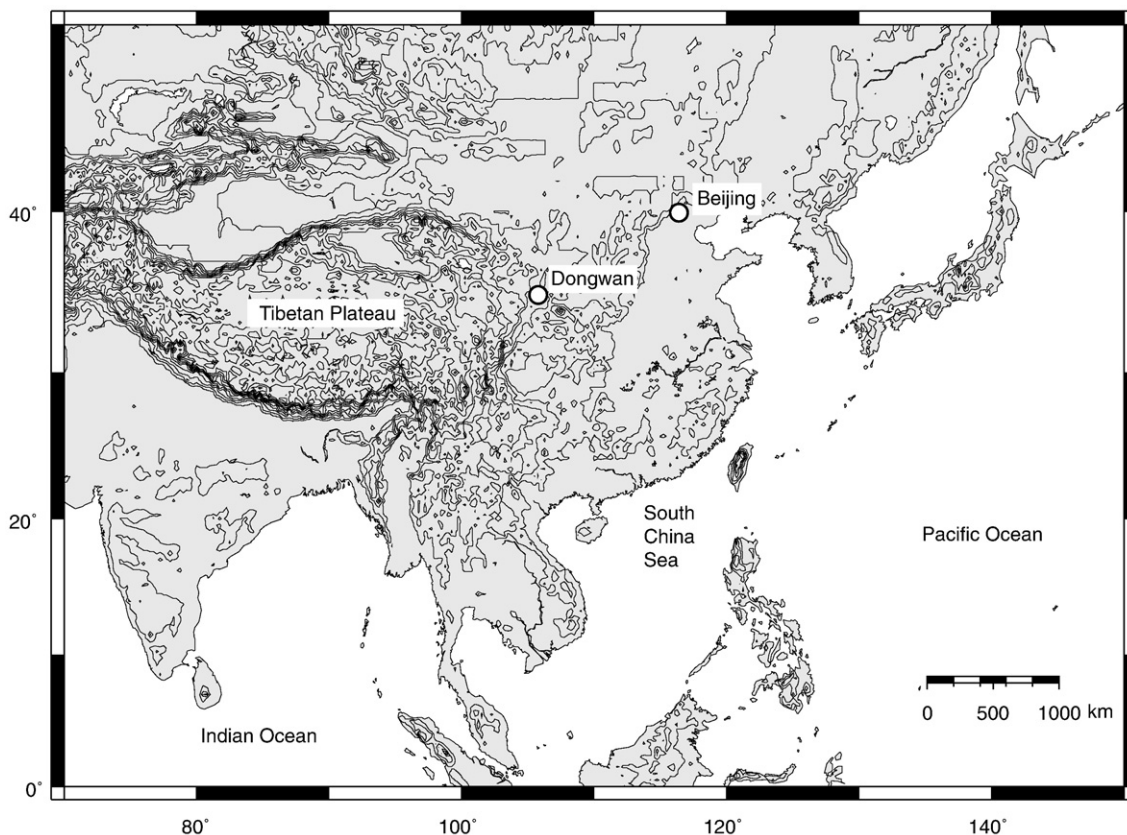 Beijing
40°
Dongwan
Tibetan Plateau
South
China
Sea
20°
Pacific Ocean
0 500 1000 km
Indian Ocean
0°
80° 100° 120° 140°